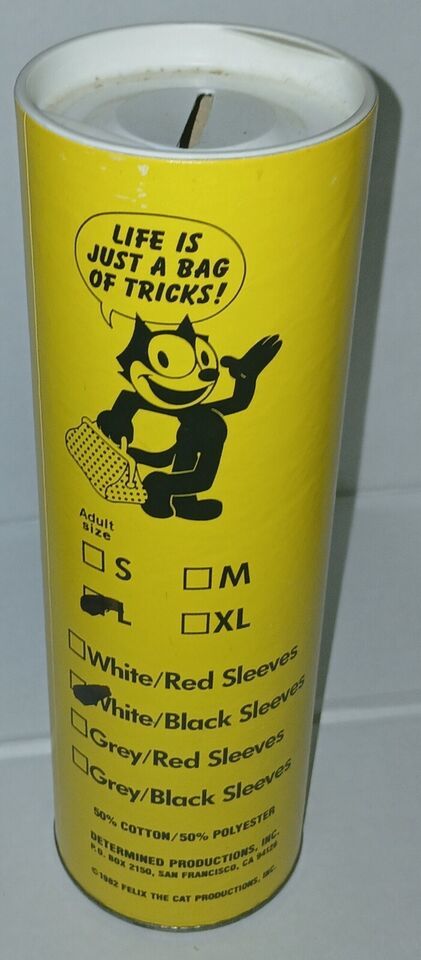 LIFE IS
JUST A BAG
OF TRICKS!
Adult
size
S
M
L
XL
White/Red Sleeves
White/Black Sleeves
Grey/Red Sleeves
Grey/Black Sleeves
50% COTTON/50% POLYESTER
DETERMINED PRODUCTIONS, INC.
P.O. BOX 2150, SAN FRANCISCO, CA 94126
©1982 FELIX THE CAT PRODUCTIONS, INC.